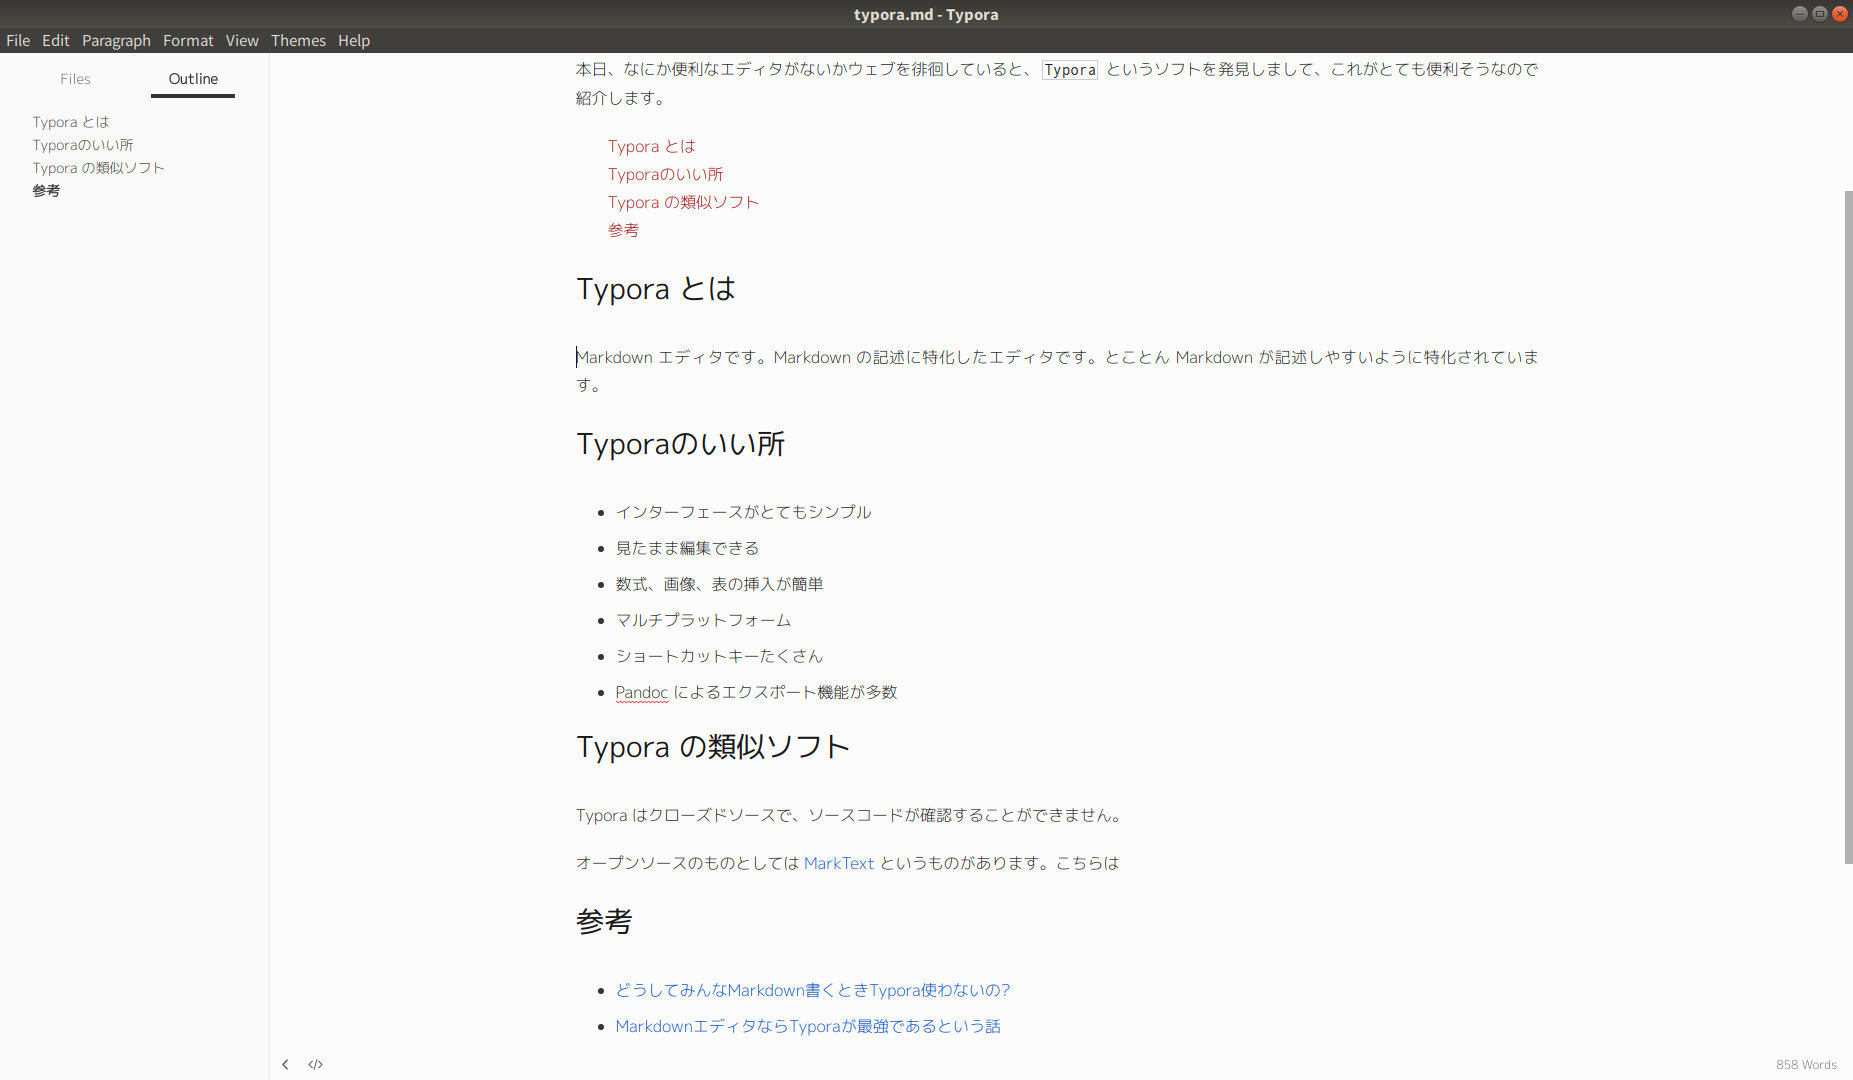 typora.md - Typora
File Edit Paragraph Format View Themes Help
Files Outline
Typora とは
Typoraのいい所
Typora の類似ソフト
参考
本日、なにか便利なエディタがないかウェブを徘徊していると、 Typora というソフトを発見しまして、これがとても便利そうなので
紹介します。
Typora とは
Typoraのいい所
Typora の類似ソフト
参考
Typora とは
Markdown エディタです。Markdown の記述に特化したエディタです。とことん Markdown が記述しやすいように特化されていま
す。
Typoraのいい所
インターフェースがとてもシンプル
見たまま編集できる
数式、画像、表の挿入が簡単
マルチプラットフォーム
ショートカットキーたくさん
Pandoc によるエクスポート機能が多数
Typora の類似ソフト
Typora はクローズドソースで、ソースコードが確認することができません。
オープンソースのものとしては MarkText というものがあります。こちらは
参考
どうしてみんなMarkdown書くときTypora使わないの?
MarkdownエディタならTyporaが最強であるという話
858 Words